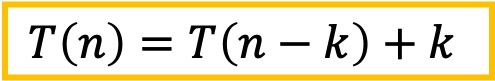 T(n) = T(n − k) + k